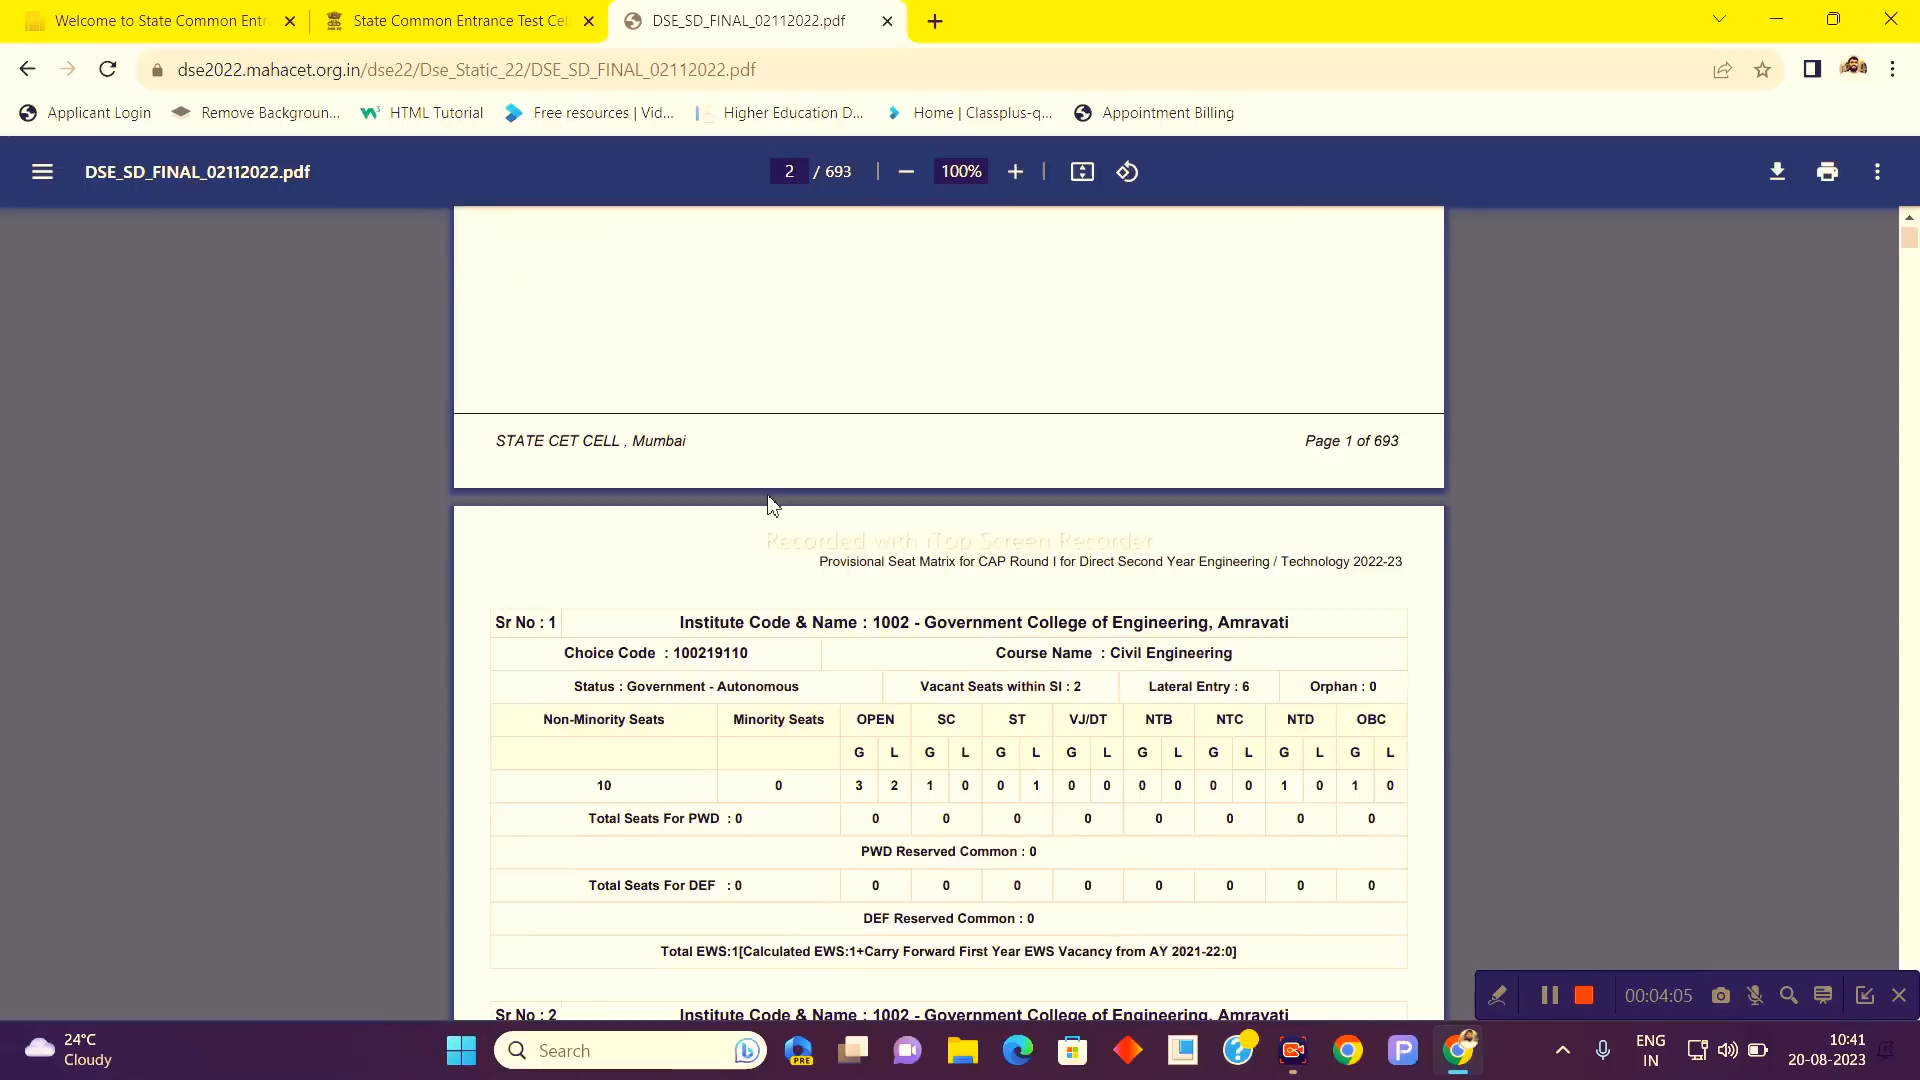 Welcome to State Common Entr
State Common Entrance Test Cel
DSE_SD_FINAL_02112022.pdf
dse2022.mahacet.org.in/dse22/Dse_Static_22/DSE_SD_FINAL_02112022.pdf
Applicant Login
Remove Backgroun...
HTML Tutorial
Free resources | Vid...
Higher Education D...
Home | Classplus-q...
Appointment Billing
DSE_SD_FINAL_02112022.pdf
2 / 693
100%
STATE CET CELL , Mumbai
Page 1 of 693
Recorded with iTop Screen Recorder
Provisional Seat Matrix for CAP Round I for Direct Second Year Engineering / Technology 2022-23
Sr No : 1 Institute Code & Name : 1002 - Government College of Engineering, Amravati
Choice Code : 100219110 Course Name : Civil Engineering
Status : Government - Autonomous Vacant Seats within SI : 2 Lateral Entry : 6 Orphan : 0
Non-Minority Seats Minority Seats OPEN SC ST VJ/DT NTB NTC NTD OBC
G L G L G L G L G L G L G L G L
10 0 3 2 1 0 0 1 0 0 0 0 0 0 1 0 1 0
Total Seats For PWD : 0 0 0 0 0 0 0 0 0
PWD Reserved Common : 0
Total Seats For DEF : 0 0 0 0 0 0 0 0 0
DEF Reserved Common : 0
Total EWS:1[Calculated EWS:1+Carry Forward First Year EWS Vacancy from AY 2021-22:0]
Sr No : 2 Institute Code & Name : 1002 - Government College of Engineering, Amravati
00:04:05
24°C
Cloudy
Search
PRE
ENG
IN
10:41
20-08-2023